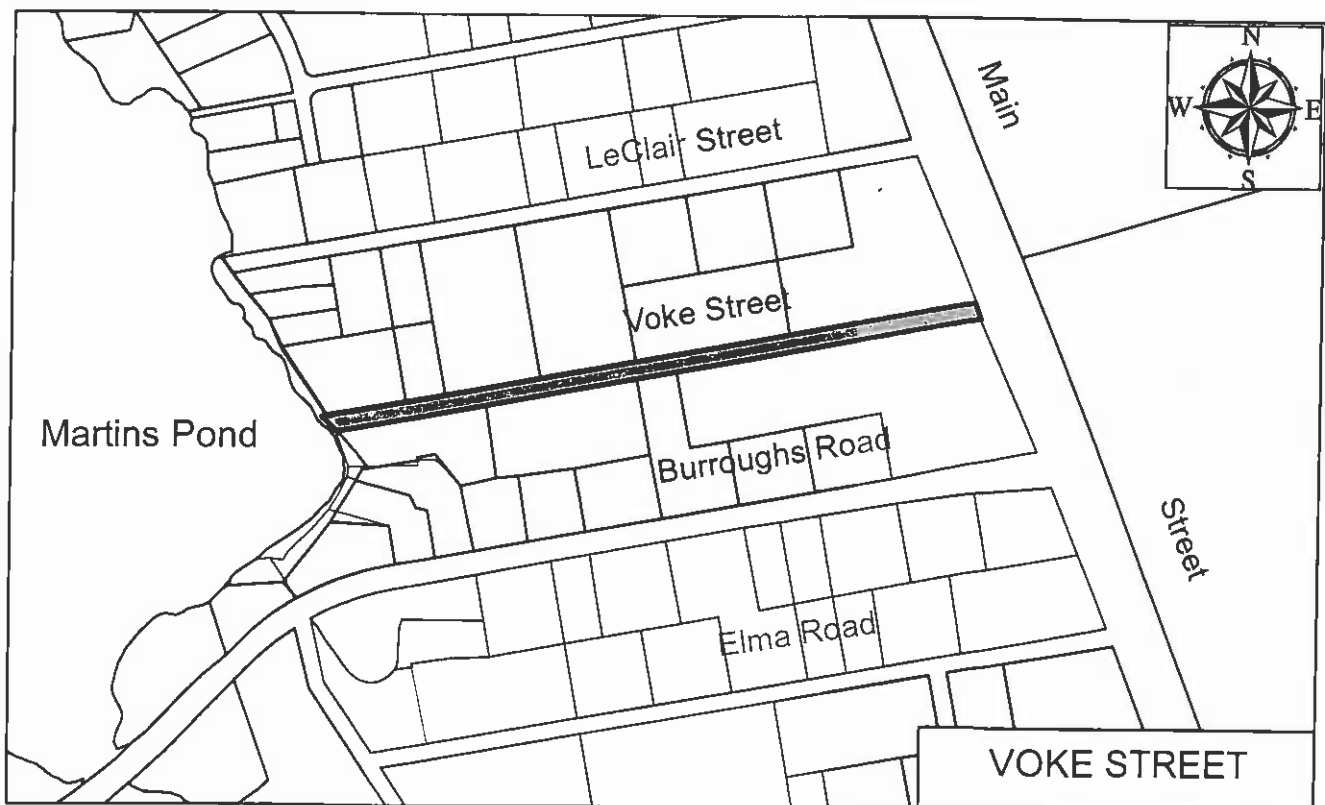 N
W E
S
Main
LeClair Street
Voke Street
Martins Pond
Burroughs Road
Street
Elma Road
VOKE STREET